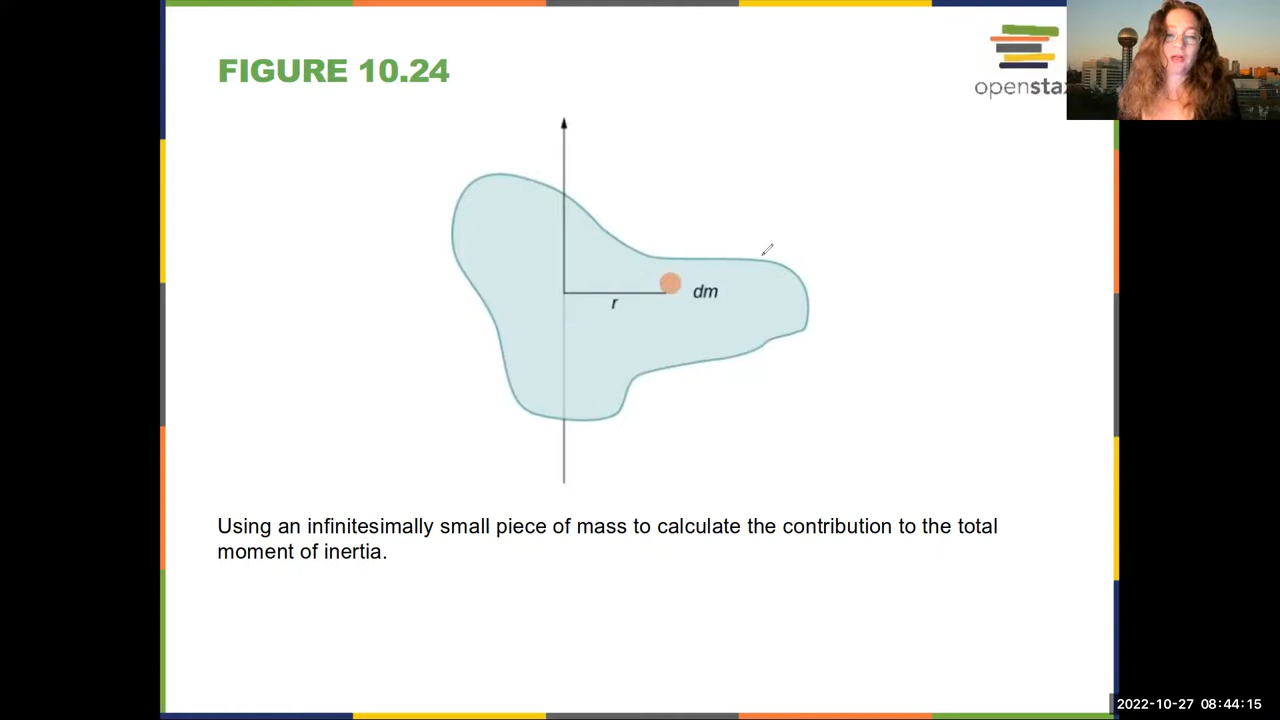 FIGURE 10.24
openstax
r
dm
Using an infinitesimally small piece of mass to calculate the contribution to the total
moment of inertia.
2022-10-27 08:44:15